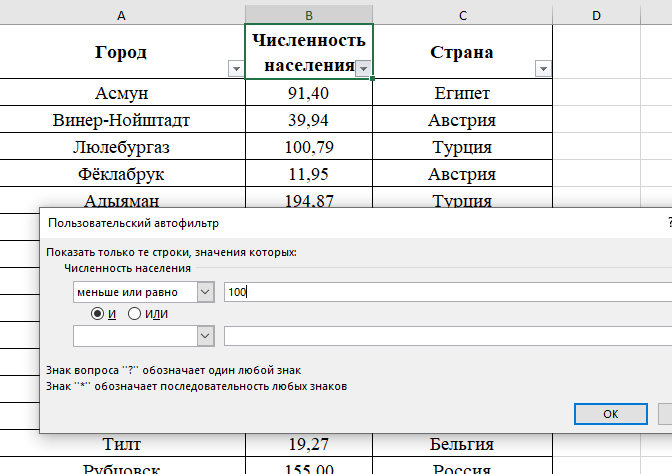 A B C D
Город Численность населения Страна
Асмун 91,40 Египет
Винер-Нойштадт 39,94 Австрия
Люлебургаз 100,79 Турция
Фёклабрук 11,95 Австрия
Адыяман 194,87 Турция
Пользовательский автофильтр ?
Показать только те строки, значения которых:
Численность населения
меньше или равно 100
И ИЛИ
Знак вопроса "?" обозначает один любой знак
Знак "*" обозначает последовательность любых знаков
ОК
Тилт 19,27 Бельгия
Рубцовск 155,00 Россия